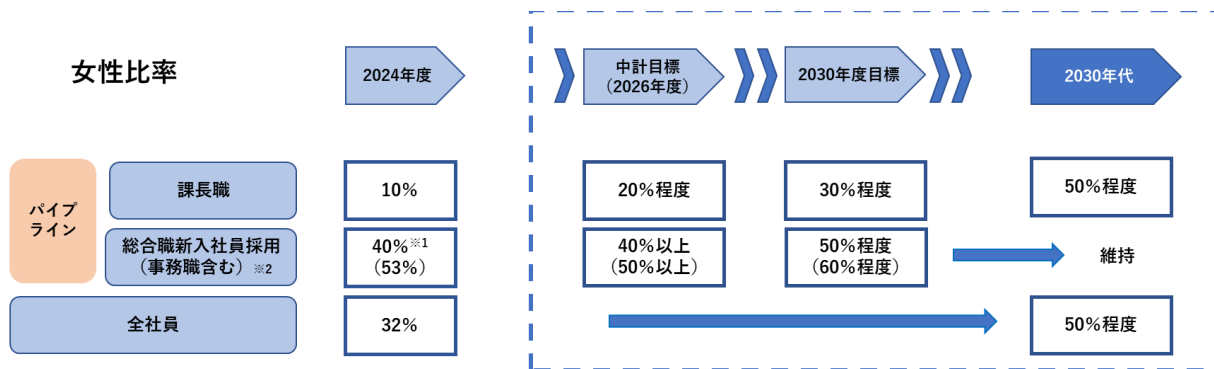 女性比率
2024年度
中計目標
（2026年度）
2030年度目標
2030年代
パイプ
ライン
課長職
10%
20%程度
30%程度
50%程度
総合職新入社員採用
（事務職含む）※2
40%※1
（53%）
40%以上
（50%以上）
50%程度
（60%程度）
維持
全社員
32%
50%程度